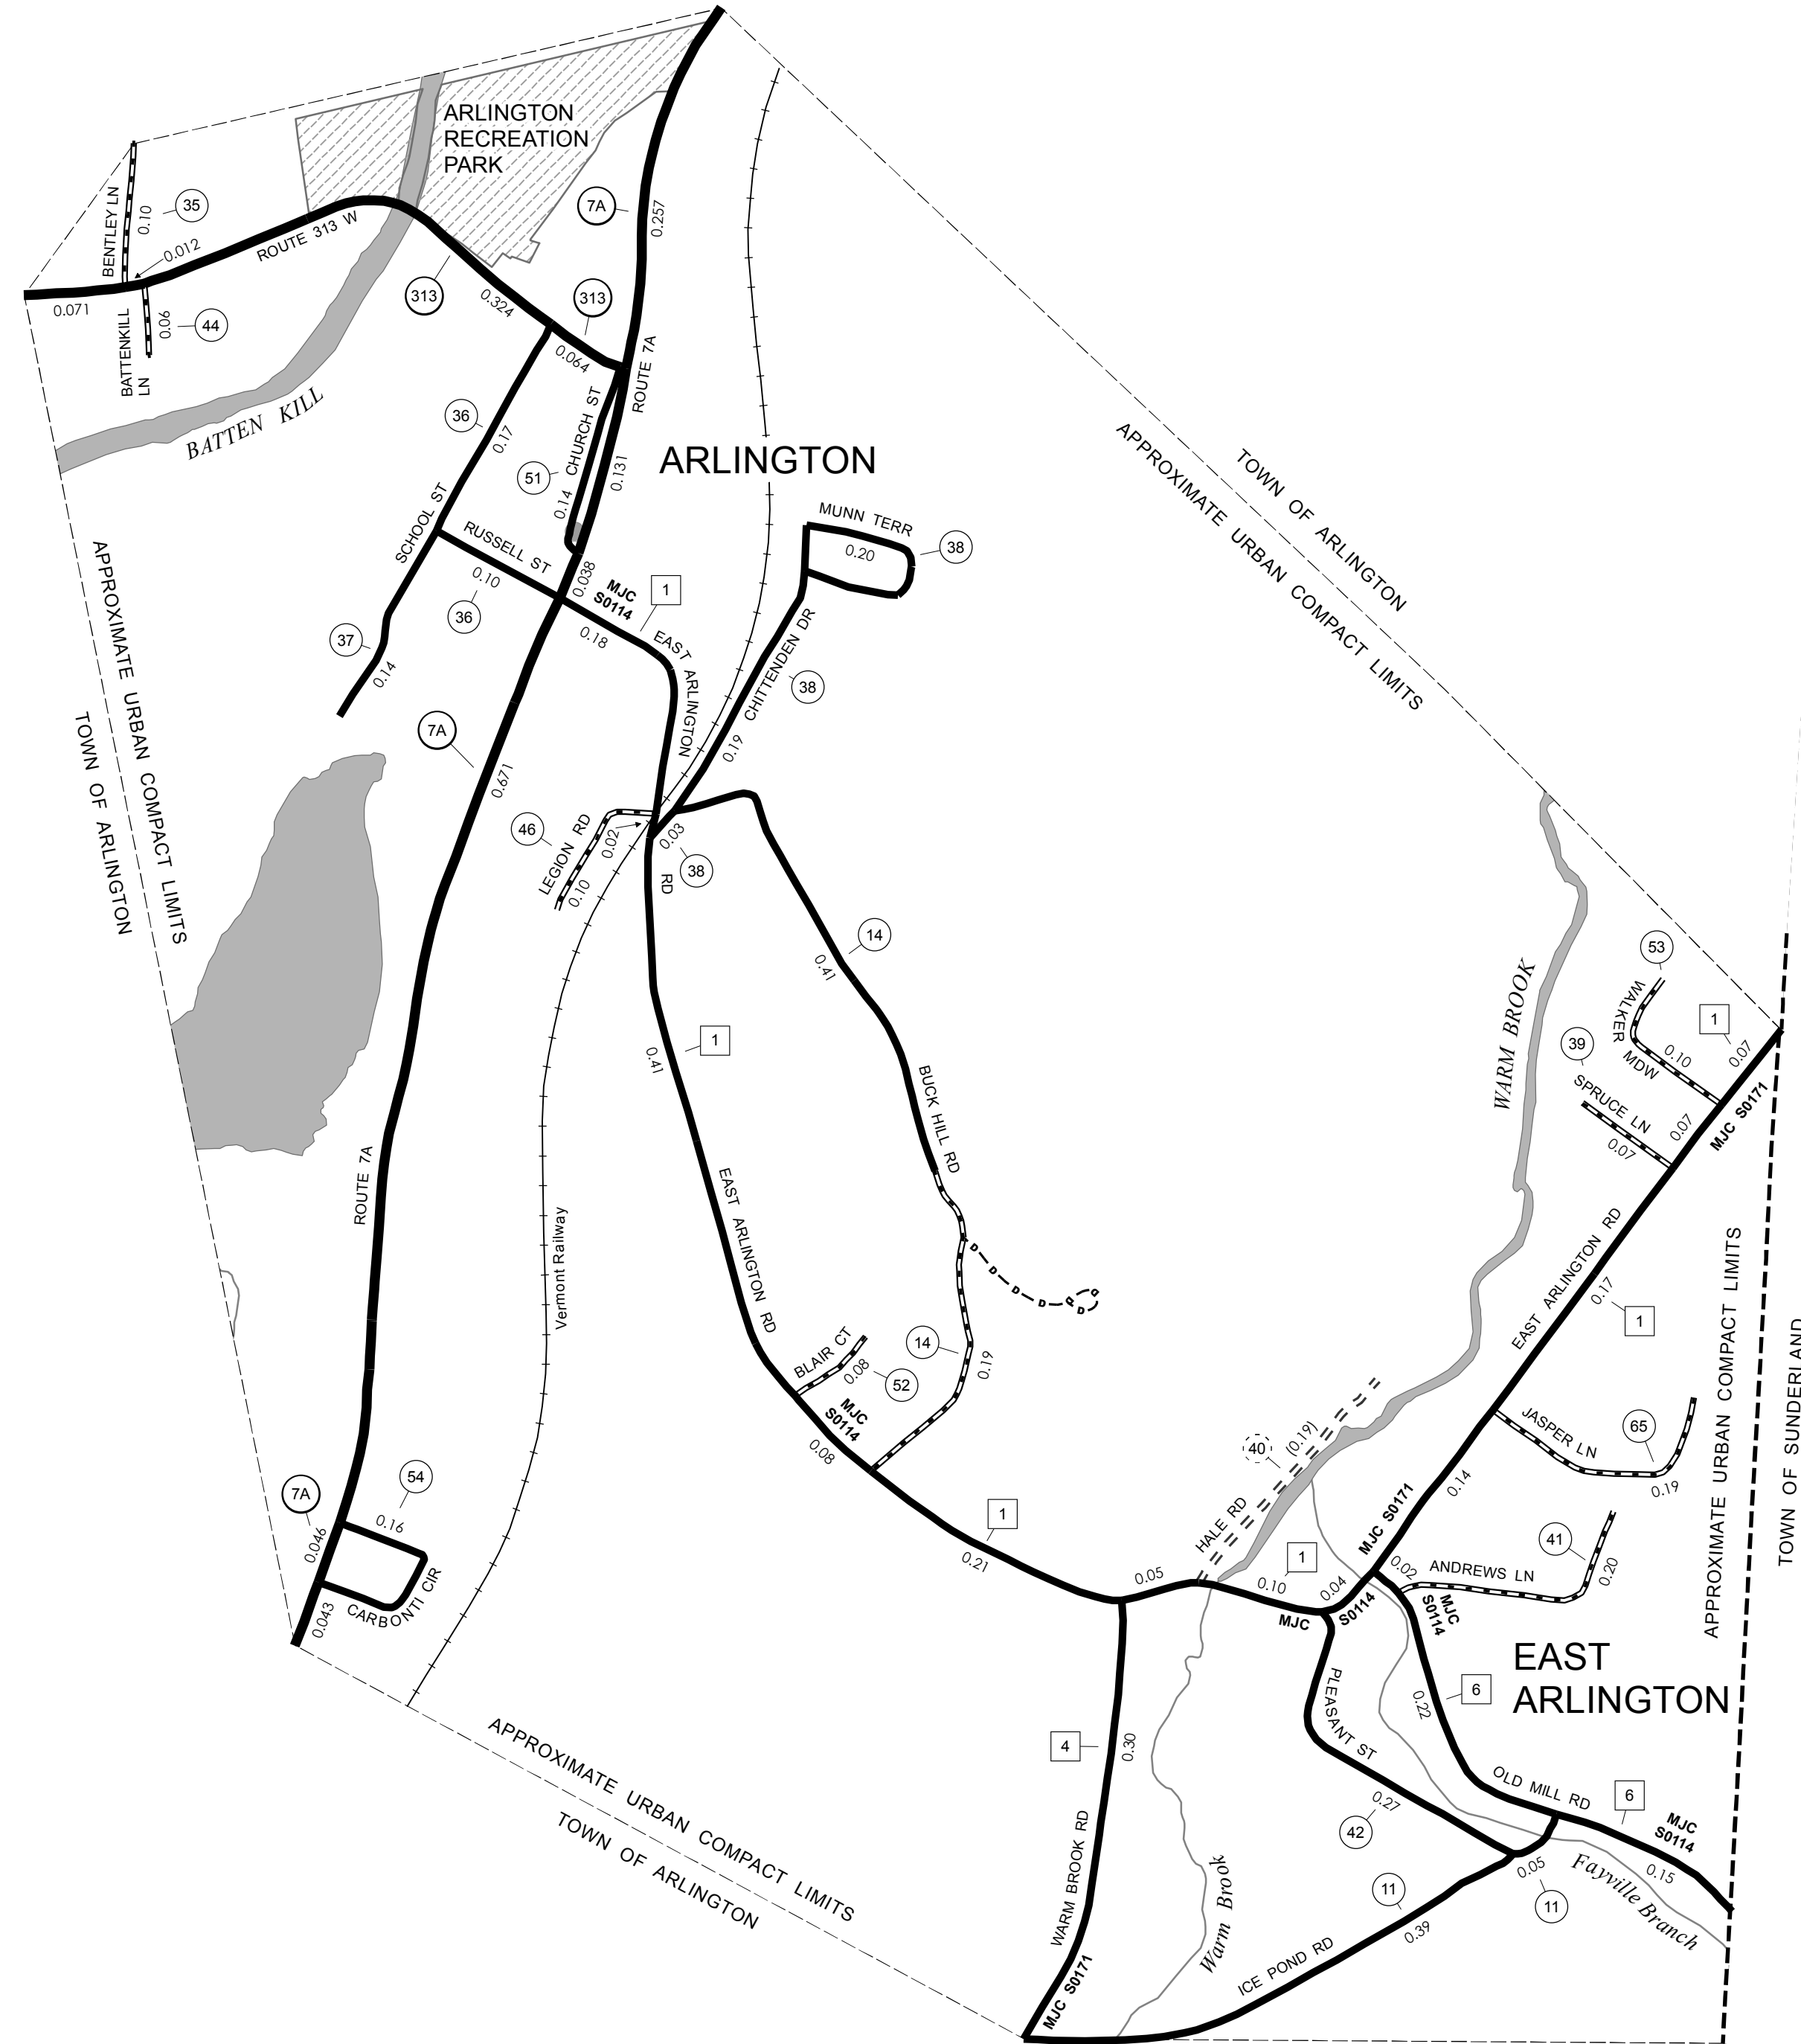 ARLINGTON
RECREATION
PARK
7A
0.257
BENTLEY LN
0.10
35
0.012
ROUTE 313 W
313
0.324
313
0.064
0.071
BATTENKILL
LN
0.06
44
BATTEN KILL
ROUTE 7A
36
0.17
CHURCH ST
51
0.14
0.131
ARLINGTON
SCHOOL ST
RUSSELL ST
0.10
36
0.038
MJC
S0114
1
0.18
MUNN TERR
0.20
38
TOWN OF ARLINGTON
APPROXIMATE URBAN COMPACT LIMITS
APPROXIMATE URBAN COMPACT LIMITS
TOWN OF ARLINGTON
37
0.14
EAST ARLINGTON
RD
CHITTENDEN DR
38
0.19
7A
0.671
46
LEGION RD
0.02
0.10
0.03
38
14
0.41
1
0.41
BUCK HILL RD
WARM BROOK
53
WALKER
MDW
0.10
1
0.07
39
SPRUCE LN
0.07
0.07
MJC S0171
ROUTE 7A
Vermont Railway
EAST ARLINGTON RD
D
D
D
D
D
D
D
EAST ARLINGTON RD
0.17
1
APPROXIMATE URBAN COMPACT LIMITS
TOWN OF SUNDERLAND
BLAIR CT
0.08
52
14
0.19
MJC
S0114
0.08
40
(0.19)
HALE RD
JASPER LN
65
0.19
0.14
MJC S0171
7A
54
0.16
0.046
0.043
CARBONTI CIR
1
0.21
0.05
1
0.10
0.04
MJC
S0114
0.02
ANDREWS LN
41
0.20
MJC
S0114
EAST
ARLINGTON
6
0.22
PLEASANT ST
4
0.30
APPROXIMATE URBAN COMPACT LIMITS
TOWN OF ARLINGTON
OLD MILL RD
6
MJC
S0114
0.15
0.27
42
0.05
11
Fayville Branch
11
0.39
WARM BROOK RD
Warm Brook
ICE POND RD
MJC S0171